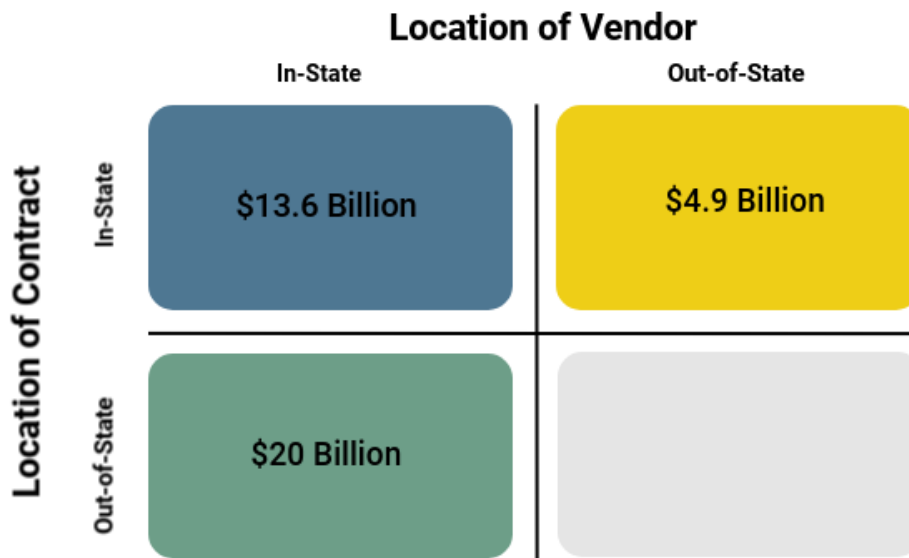 Location of Vendor
In-State
Out-of-State
Location of Contract
In-State
$13.6 Billion
$4.9 Billion
Out-of-State
$20 Billion